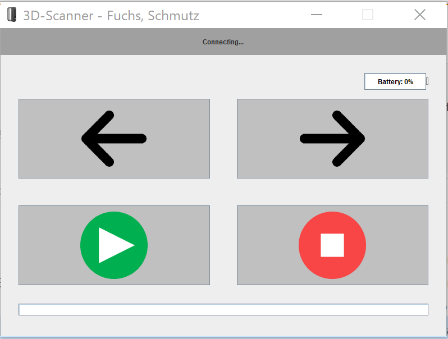 3D-Scanner - Fuchs, Schmutz
Connecting...
Battery: 0%